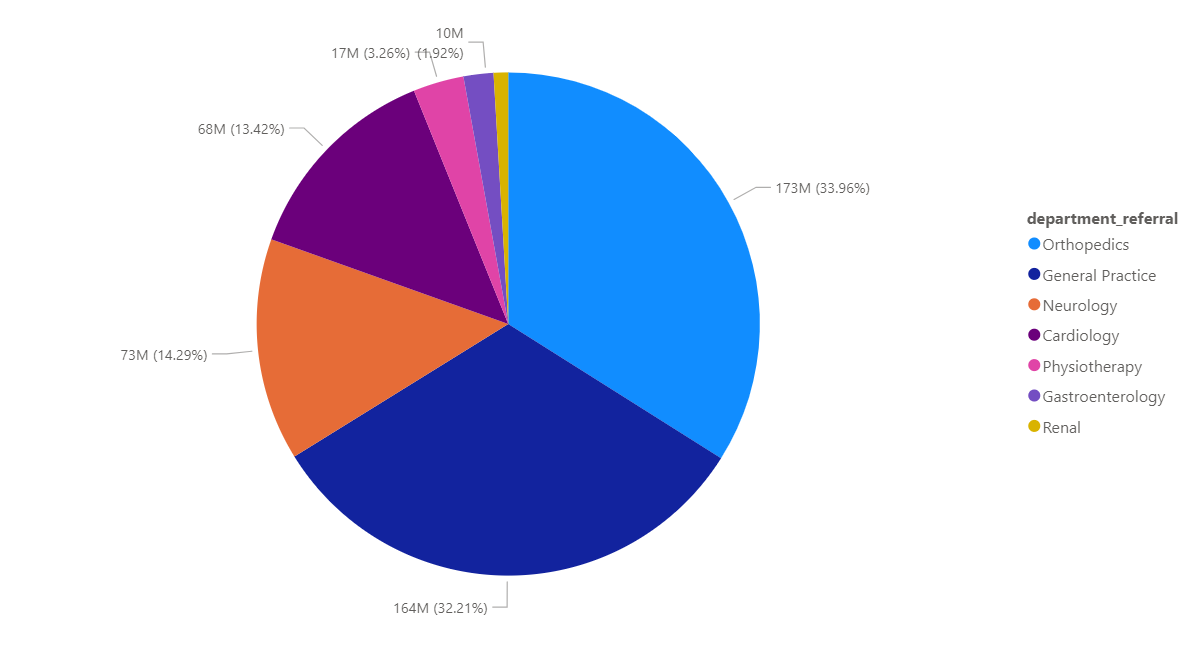 10M
(1.92%)
17M (3.26%)
68M (13.42%)
173M (33.96%)
73M (14.29%)
164M (32.21%)
department_referral
Orthopedics
General Practice
Neurology
Cardiology
Physiotherapy
Gastroenterology
Renal